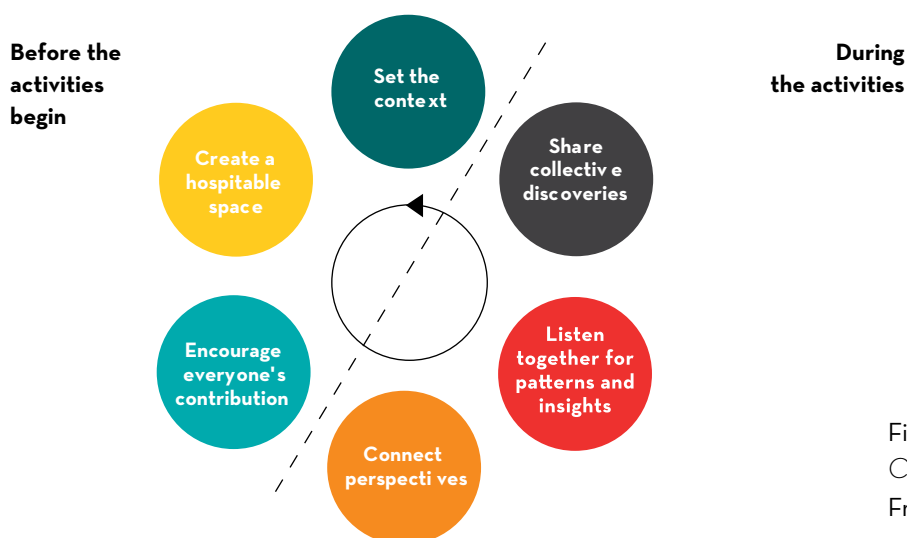 Before the
activities
begin
During
the activities
Set the
context
Share
collective
discoveries
Listen
together for
patterns and
insights
Connect
perspectives
Encourage
everyone's
contribution
Create a
hospitable
space